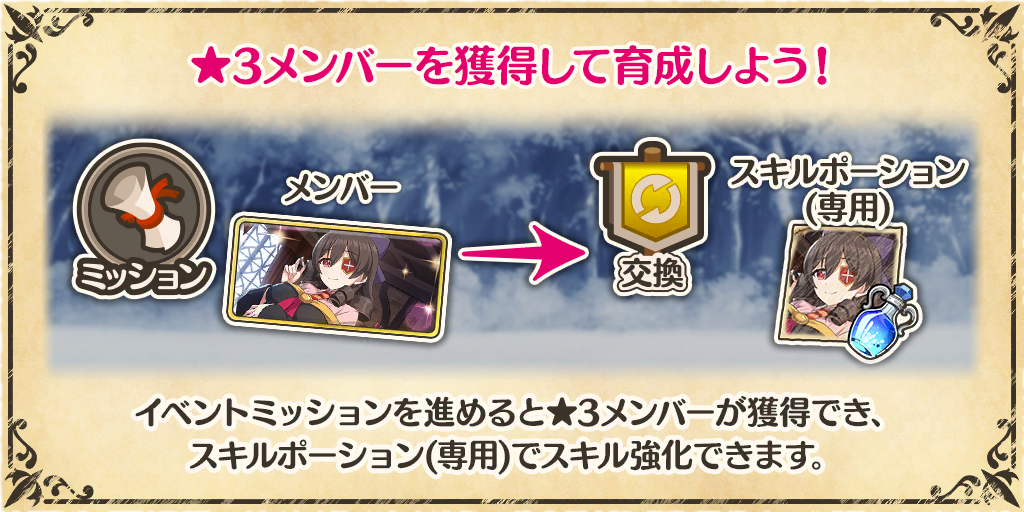 ★3メンバーを獲得して育成しよう！
ミッション
メンバー
交換
スキルポーション
(専用)
イベントミッションを進めると★3メンバーが獲得でき、
スキルポーション(専用)でスキル強化できます。